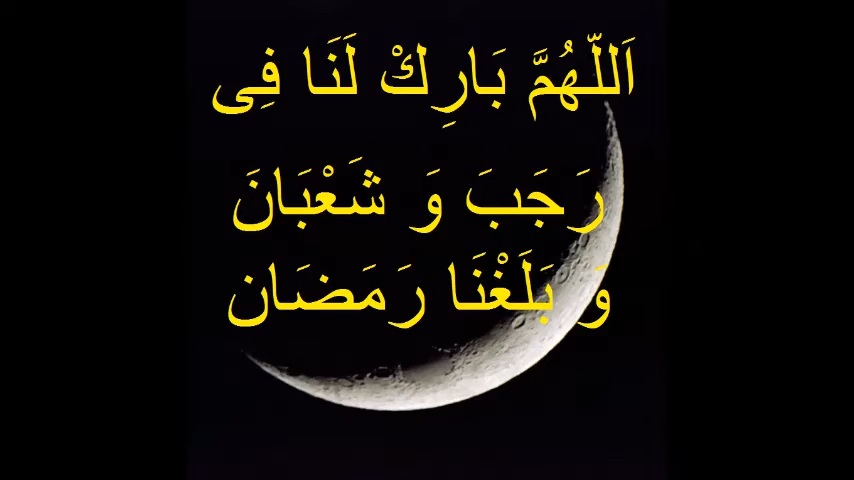 اَللّهُمَّ بَارِكْ لَنَا فِى
رَجَبَ وَ شَعْبَانَ
وَ بَلَغْنَا رَمَضَان